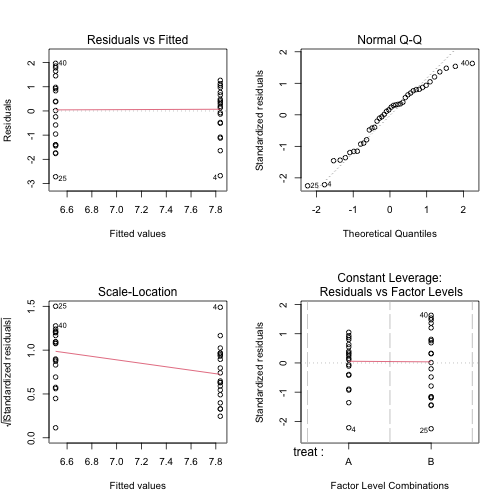 Residuals vs Fitted
Residuals
2
1
0
-1
-2
-3
40
25
4
6.6 6.8 7.0 7.2 7.4 7.6 7.8
Fitted values
Normal Q-Q
Standardized residuals
2
1
0
-1
-2
40
25 4
-2 -1 0 1 2
Theoretical Quantiles
Scale-Location
√|Standardized residuals|
1.5
1.0
0.5
0.0
25
40
4
6.6 6.8 7.0 7.2 7.4 7.6 7.8
Fitted values
Constant Leverage:
Residuals vs Factor Levels
Standardized residuals
2
1
0
-1
-2
40
4
25
treat :
A B
Factor Level Combinations